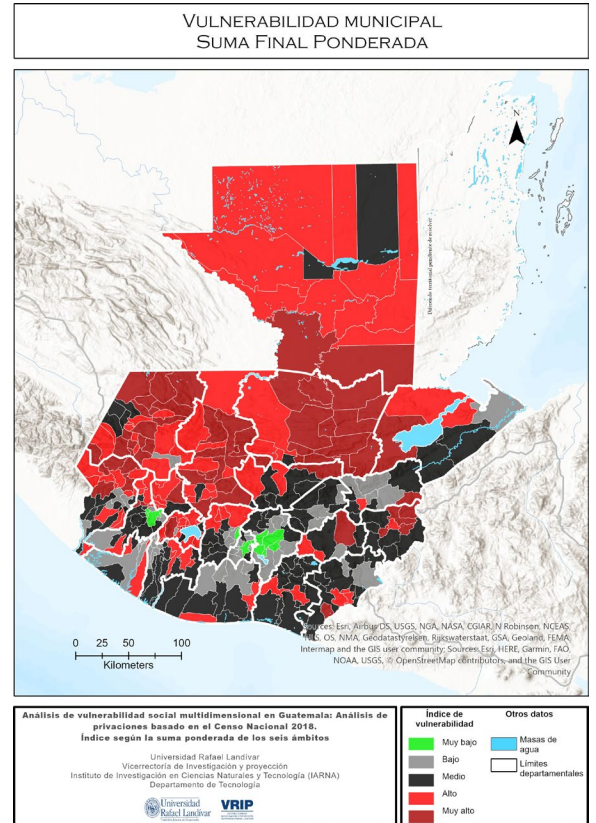 VULNERABILIDAD MUNICIPAL
SUMA FINAL PONDERADA
N
Diferendo territorial pendiente de resolver
Sources: Esri, Airbus DS, USGS, NGA, NASA, CGIAR, N Robinson, NCEAS,
NLS, OS, NMA, Geodatastyrelsen, Rijkswaterstaat, GSA, Geoland, FEMA,
Intermap and the GIS user community; Sources: Esri, HERE, Garmin, FAO,
NOAA, USGS, © OpenStreetMap contributors, and the GIS User
Community
0 25 50 100
Kilometers
Análisis de vulnerabilidad social multidimensional en Guatemala: Análisis de
privaciones basado en el Censo Nacional 2018.
Índice según la suma ponderada de los seis ámbitos
Universidad Rafael Landívar
Vicerrectoría de Investigación y proyección
Instituto de Investigación en Ciencias Naturales y Tecnología (IARNA)
Departamento de Tecnología
Universidad
Rafael Landívar
VRIP
Índice de
vulnerabilidad
Muy bajo
Bajo
Medio
Alto
Muy alto
Otros datos
Masas de
agua
Límites
departamentales